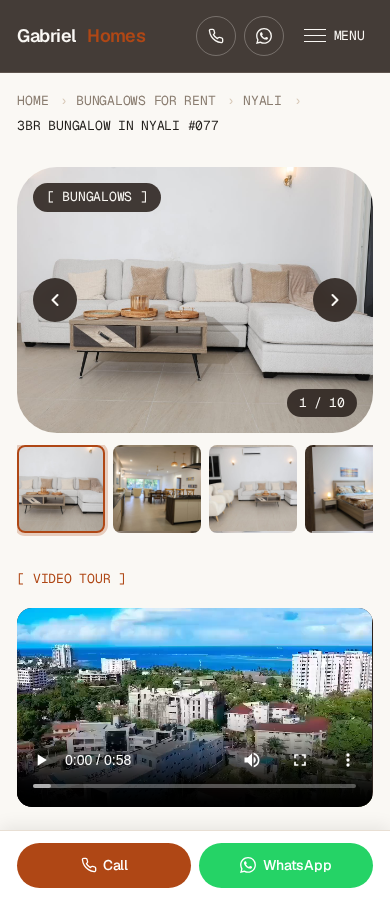 Gabriel Homes
MENU
HOME > BUNGALOWS FOR RENT > NYALI >
3BR BUNGALOW IN NYALI #077
[ BUNGALOWS ]
1 / 10
[ VIDEO TOUR ]
0:00 / 0:58
Call
WhatsApp